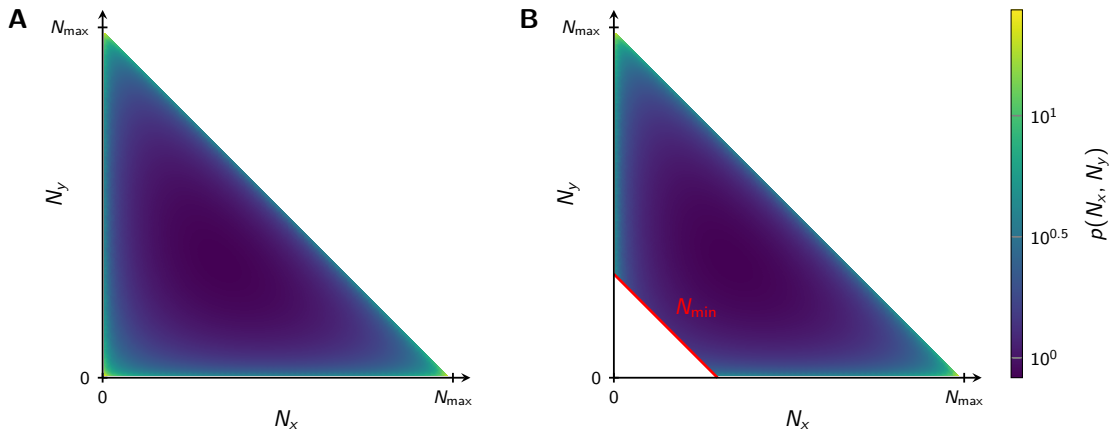 A
N_max
N_y
0
0
N_max
N_x
B
N_max
N_y
N_min
0
0
N_max
N_x
10^1
10^0.5
10^0
p(N_x, N_y)